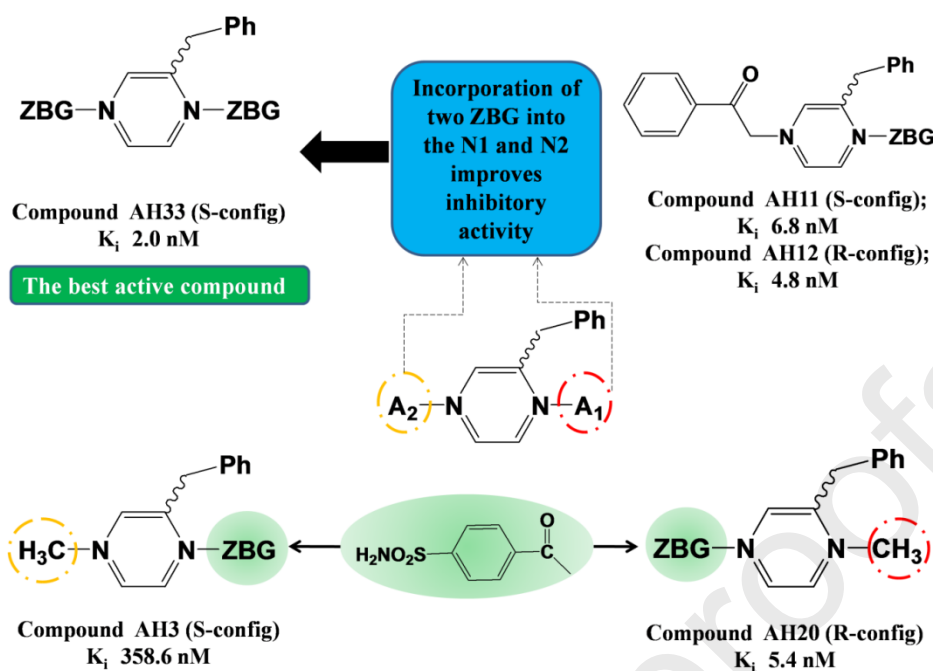 Ph
ZBG
N
N
ZBG
Compound AH33 (S-config)
Ki 2.0 nM
The best active compound
Incorporation of
two ZBG into
the N1 and N2
improves
inhibitory
activity
O
Ph
N
N
ZBG
Compound AH11 (S-config);
Ki 6.8 nM
Compound AH12 (R-config);
Ki 4.8 nM
Ph
A2
N
N
A1
Ph
H3C
N
N
ZBG
Compound AH3 (S-config)
Ki 358.6 nM
O
H2NO2S
Ph
ZBG
N
N
CH3
Compound AH20 (R-config)
Ki 5.4 nM